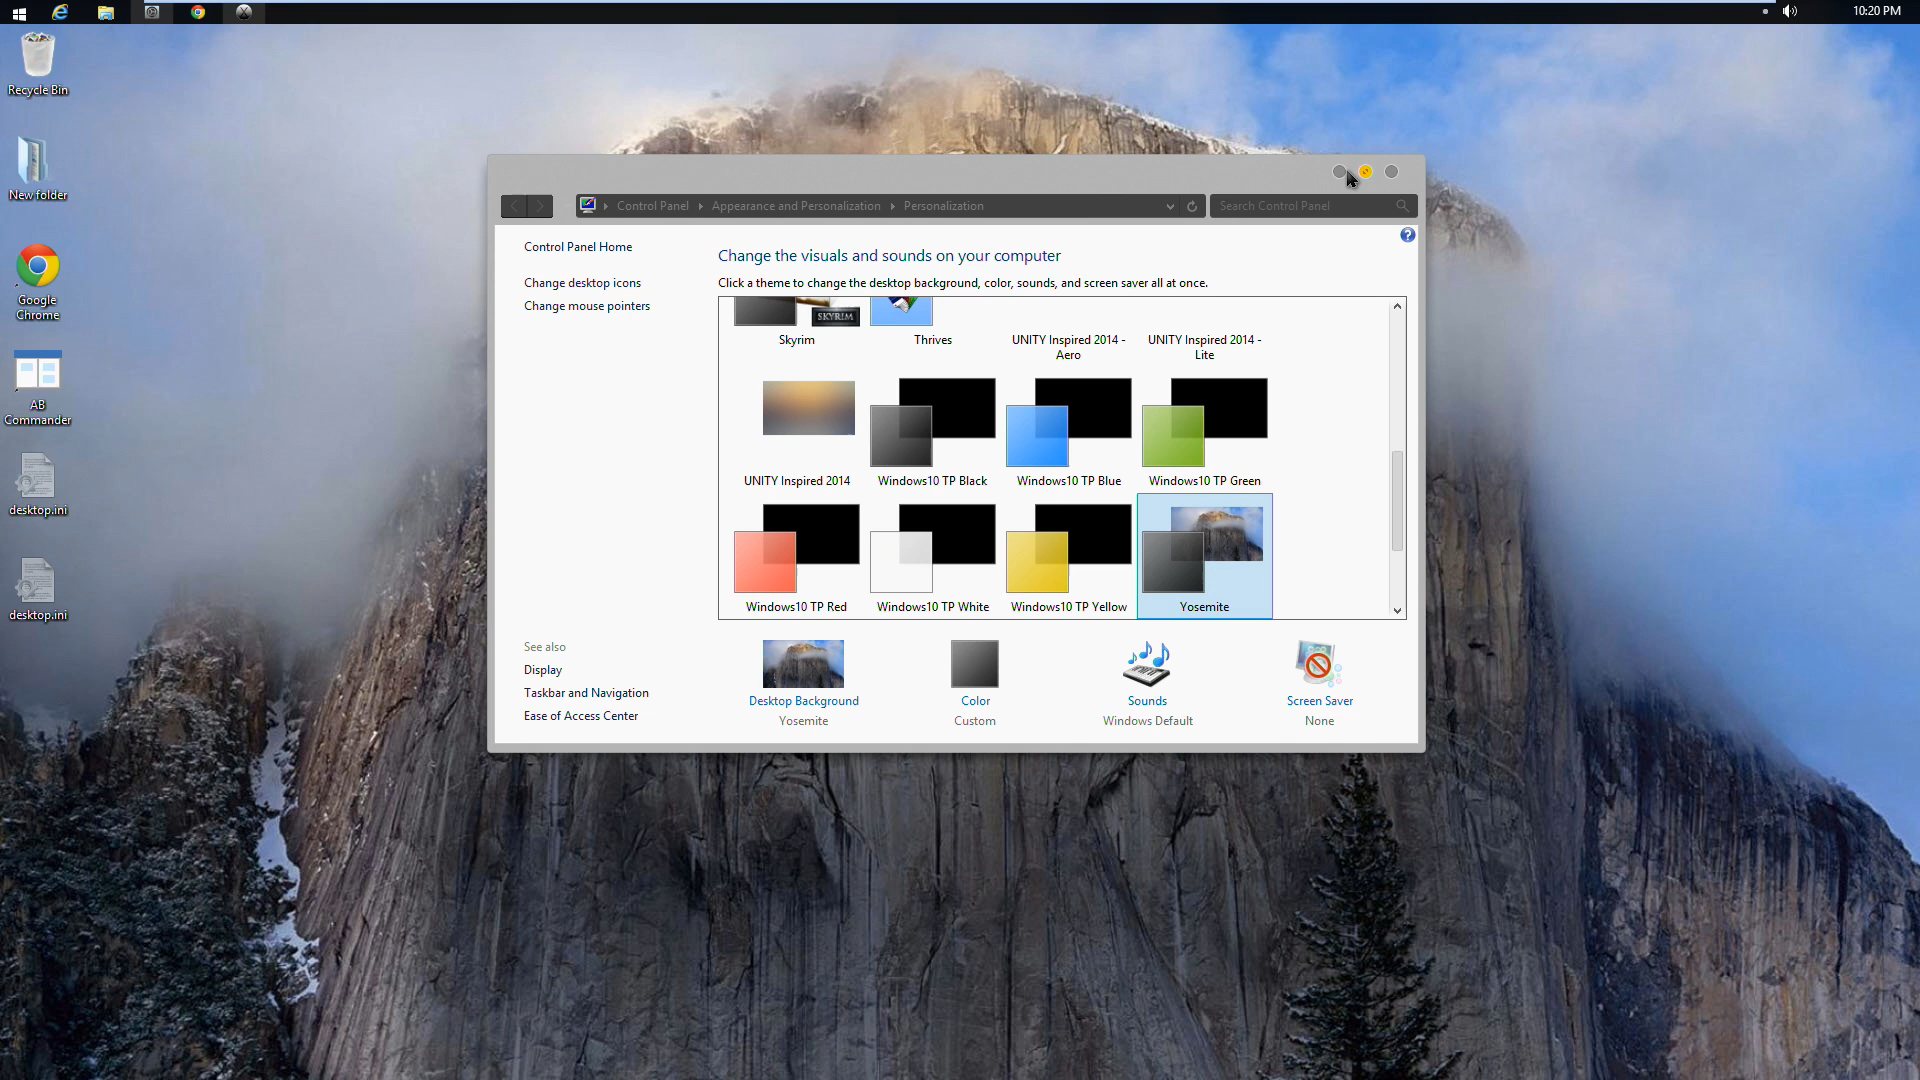 10:20 PM
Recycle Bin
New folder
Google
Chrome
AB
Commander
desktop.ini
desktop.ini
Control Panel
Appearance and Personalization
Personalization
Search Control Panel
Control Panel Home
Change desktop icons
Change mouse pointers
Change the visuals and sounds on your computer
Click a theme to change the desktop background, color, sounds, and screen saver all at once.
SKYRIM
Skyrim
Thrives
UNITY Inspired 2014 -
Aero
UNITY Inspired 2014 -
Lite
UNITY Inspired 2014
Windows10 TP Black
Windows10 TP Blue
Windows10 TP Green
Windows10 TP Red
Windows10 TP White
Windows10 TP Yellow
Yosemite
See also
Display
Taskbar and Navigation
Ease of Access Center
Desktop Background
Yosemite
Color
Custom
Sounds
Windows Default
Screen Saver
None